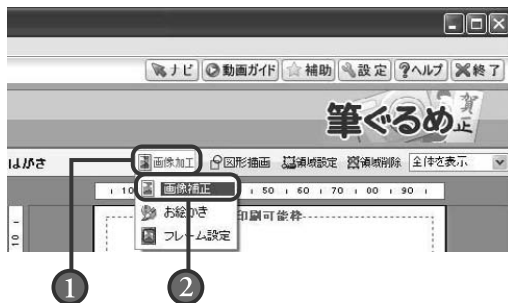 ナビ 動画ガイド 補助 設定 ?ヘルプ 終了
筆ぐるめ 賀正
はがき 画像加工 図形描画 領域設定 領域削除 全体を表示
10 50 60 70 80 90
画像補正
印刷可能枠
お絵かき
フレーム設定
10
1 2